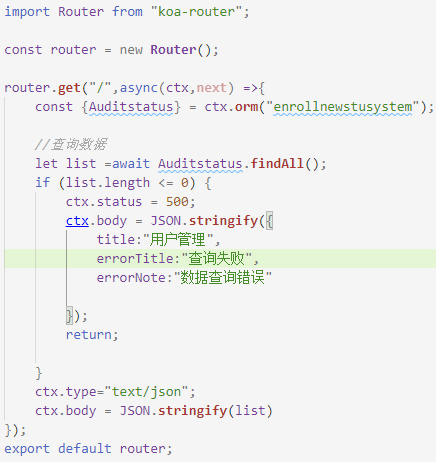 import Router from "koa-router";
const router = new Router();
router.get("/",async(ctx,next) =>{
const {Auditstatus} = ctx.orm("enrollnewstusystem");
//查询数据
let list =await Auditstatus.findAll();
if (list.length <= 0) {
ctx.status = 500;
ctx.body = JSON.stringify({
title:"用户管理",
errorTitle:"查询失败",
errorNote:"数据查询错误"
});
return;
}
ctx.type="text/json";
ctx.body = JSON.stringify(list)
});
export default router;